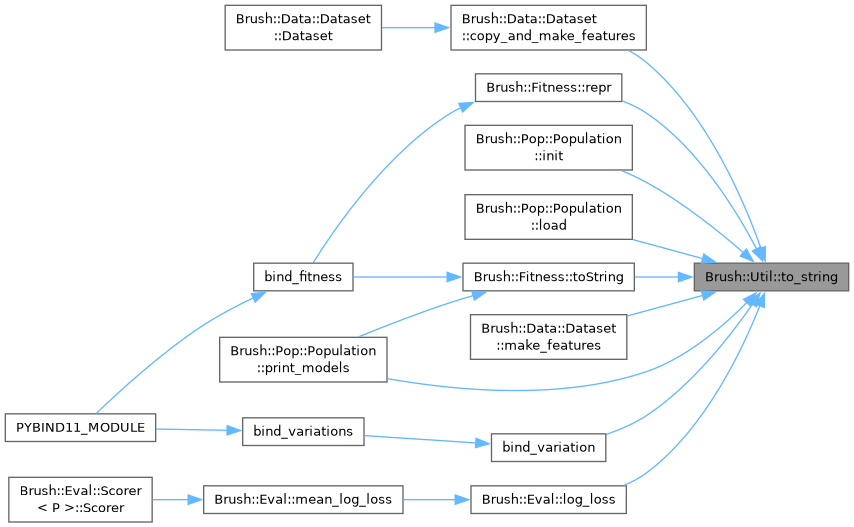 Brush::Data::Dataset
::Dataset
Brush::Data::Dataset
::copy_and_make_features
Brush::Fitness::repr
Brush::Pop::Population
::init
Brush::Pop::Population
::load
bind_fitness
Brush::Fitness::toString
Brush::Util::to_string
Brush::Data::Dataset
::make_features
Brush::Pop::Population
::print_models
PYBIND11_MODULE
bind_variations
bind_variation
Brush::Eval::Scorer
< P >::Scorer
Brush::Eval::mean_log_loss
Brush::Eval::log_loss